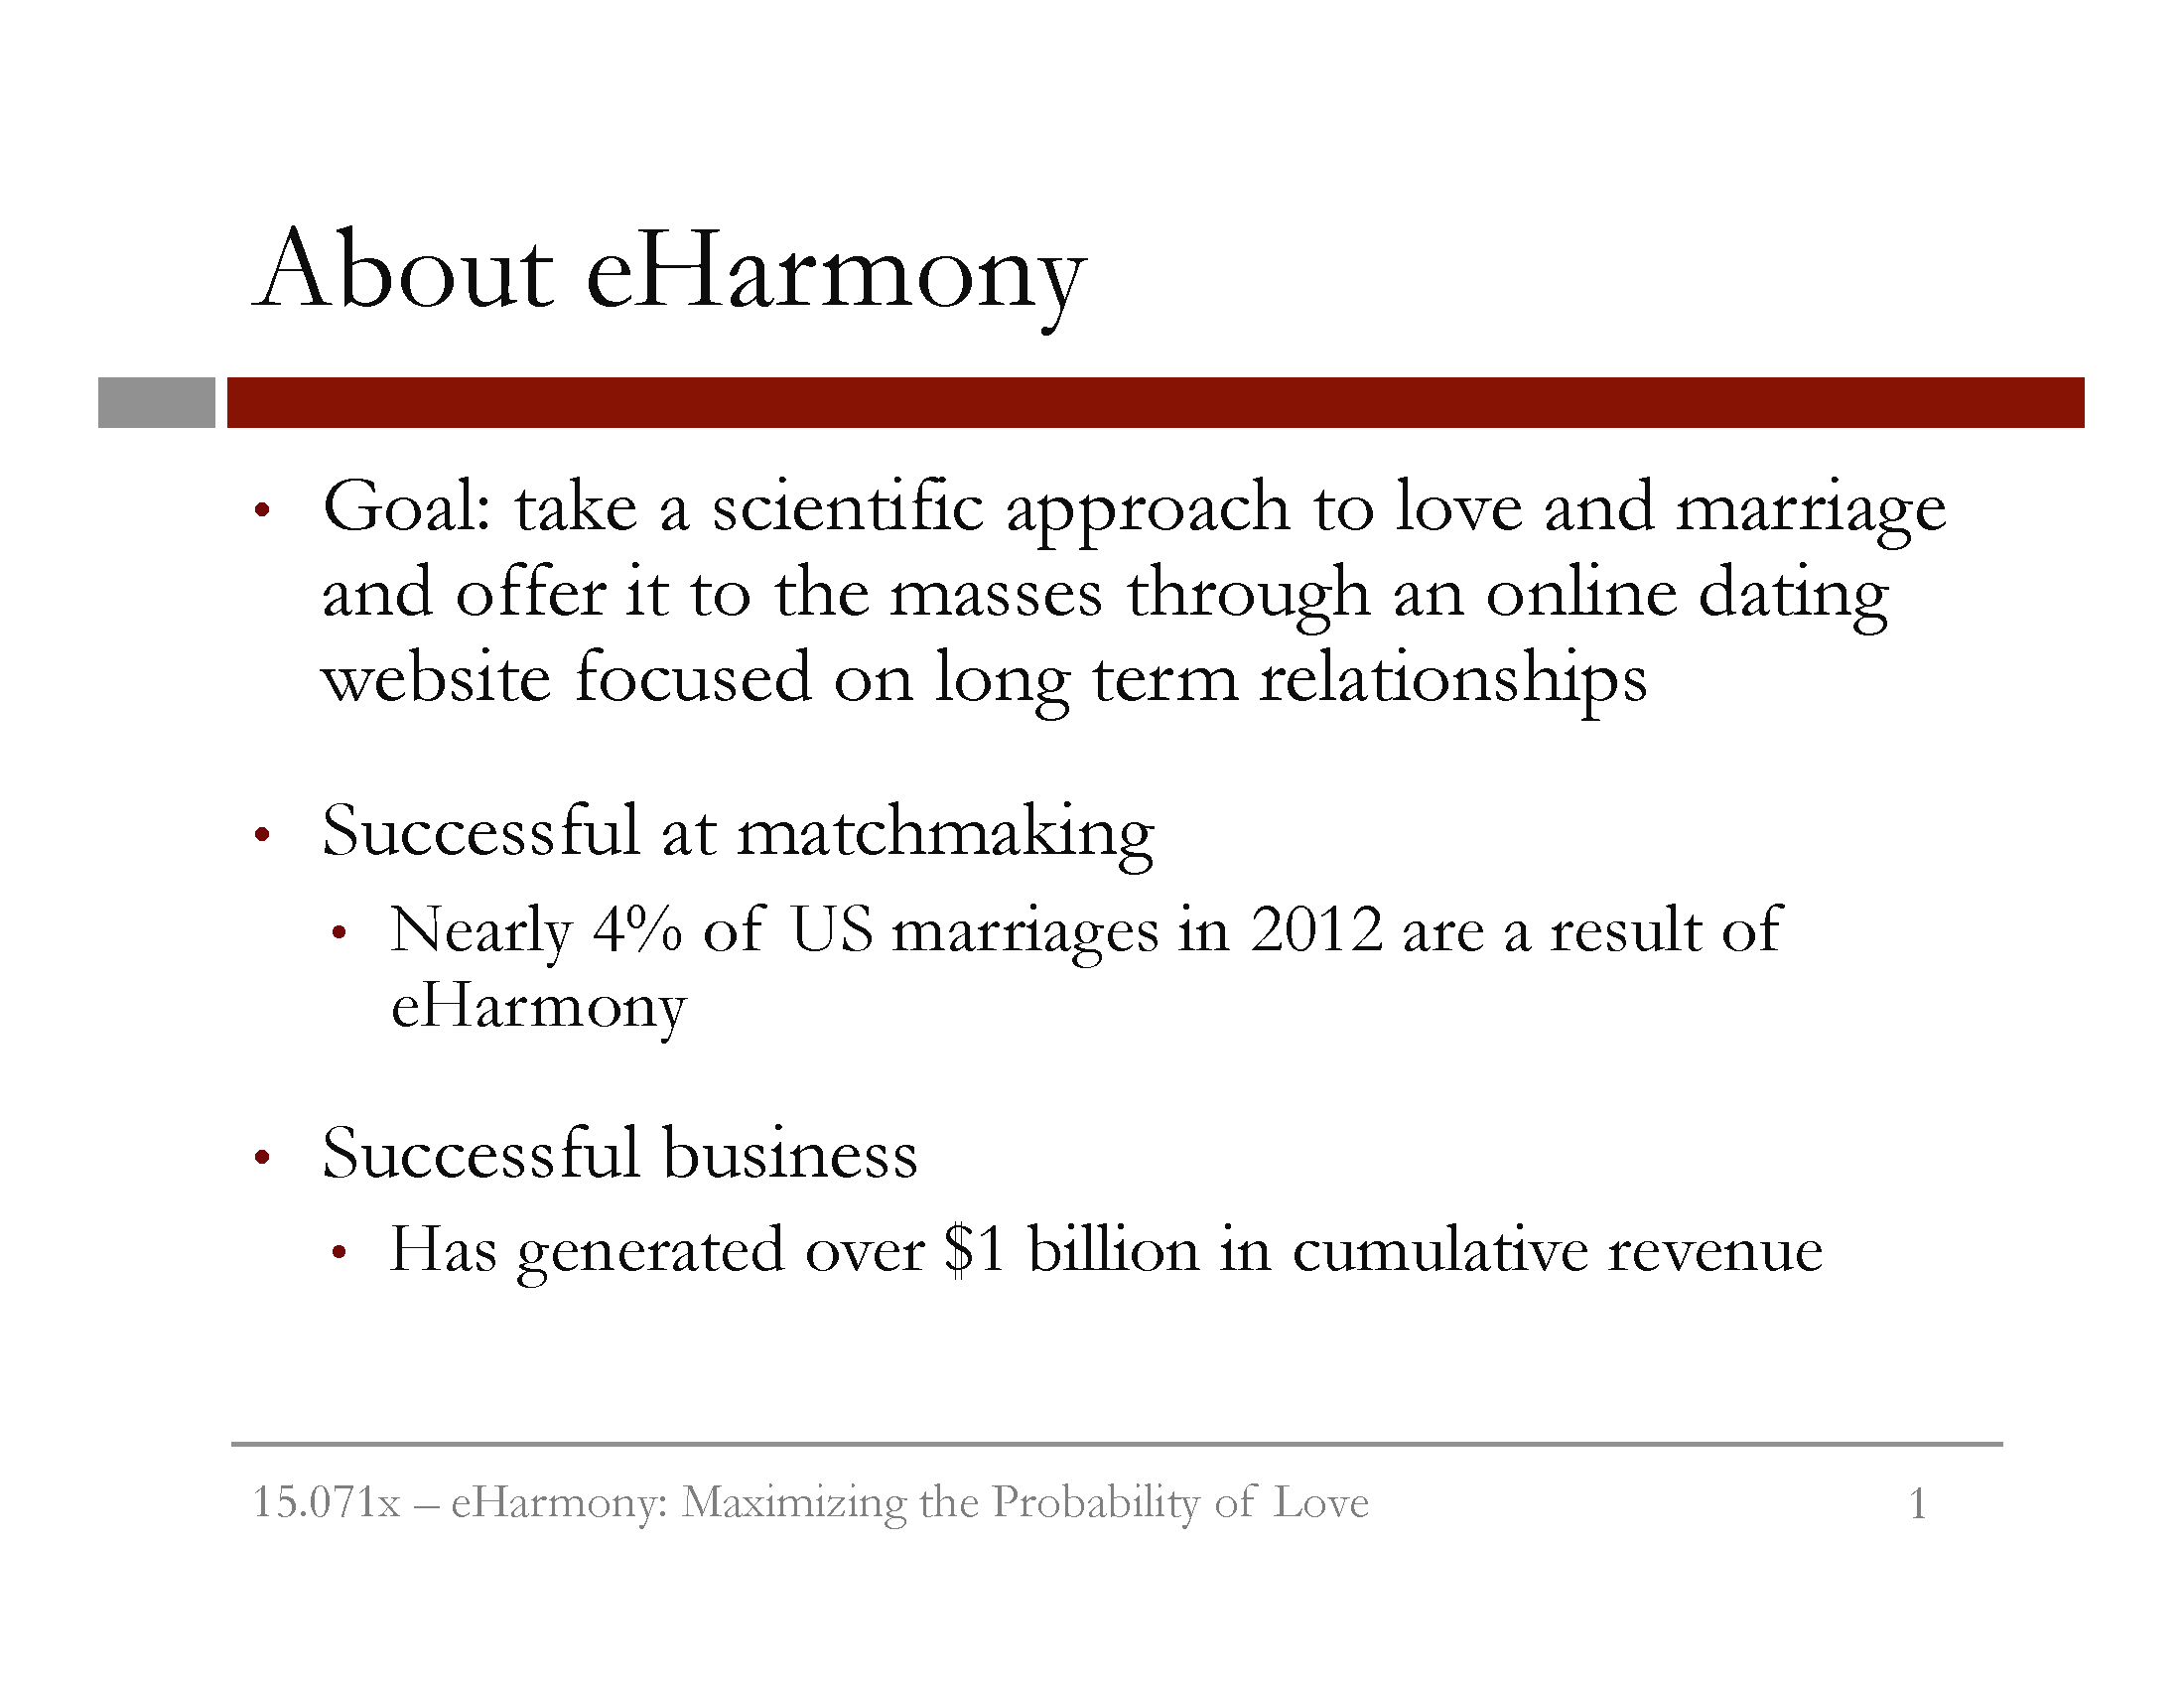 About eHarmony
• Goal: take a scientific approach to love and marriage
and offer it to the masses through an online dating
website focused on long term relationships
• Successful at matchmaking
• Nearly 4% of US marriages in 2012 are a result of
eHarmony
• Successful business
• Has generated over $1 billion in cumulative revenue
15.071x – eHarmony: Maximizing the Probability of Love 1